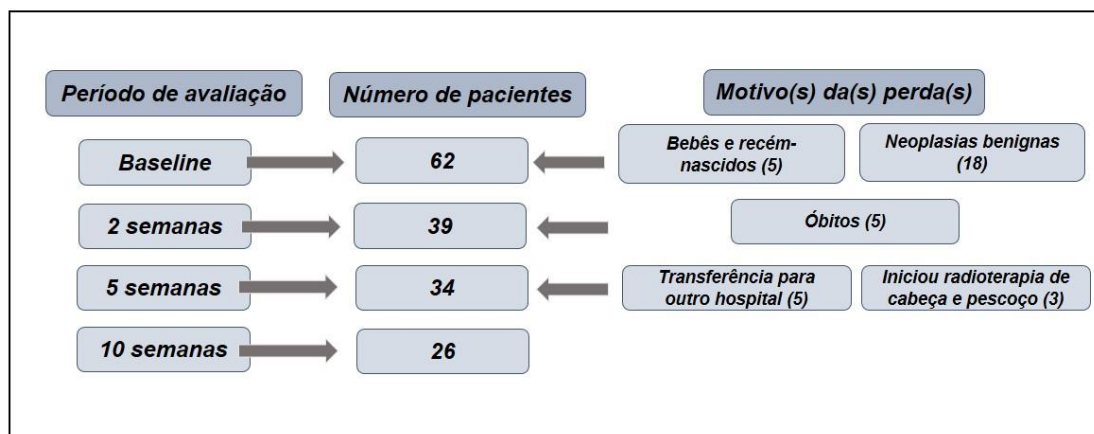 Período de avaliação
Número de pacientes
Motivo(s) da(s) perda(s)
Baseline
62
Bebês e recém-
nascidos (5)
Neoplasias benignas
(18)
2 semanas
39
Óbitos (5)
5 semanas
34
Transferência para
outro hospital (5)
Iniciou radioterapia de
cabeça e pescoço (3)
10 semanas
26